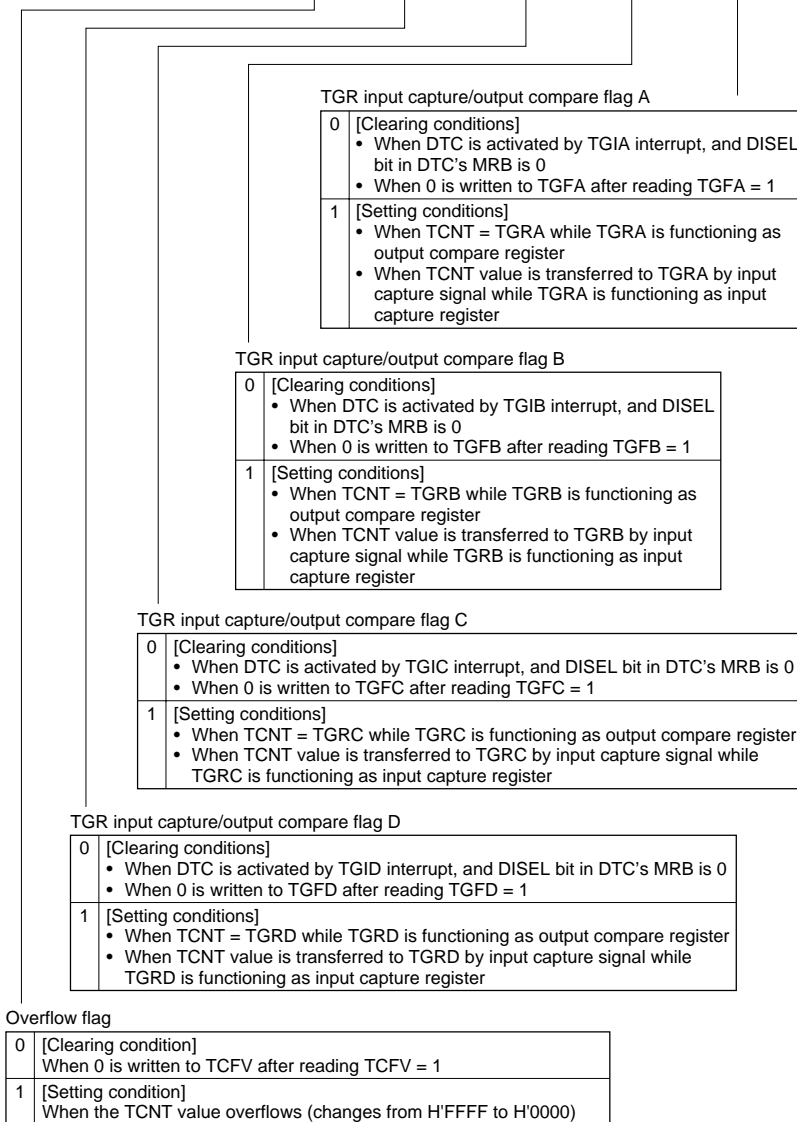 TGR input capture/output compare flag A
0 [Clearing conditions]
• When DTC is activated by TGIA interrupt, and DISEL
bit in DTC's MRB is 0
• When 0 is written to TGFA after reading TGFA = 1
1 [Setting conditions]
• When TCNT = TGRA while TGRA is functioning as
output compare register
• When TCNT value is transferred to TGRA by input
capture signal while TGRA is functioning as input
capture register
TGR input capture/output compare flag B
0 [Clearing conditions]
• When DTC is activated by TGIB interrupt, and DISEL
bit in DTC's MRB is 0
• When 0 is written to TGFB after reading TGFB = 1
1 [Setting conditions]
• When TCNT = TGRB while TGRB is functioning as
output compare register
• When TCNT value is transferred to TGRB by input
capture signal while TGRB is functioning as input
capture register
TGR input capture/output compare flag C
0 [Clearing conditions]
• When DTC is activated by TGIC interrupt, and DISEL bit in DTC's MRB is 0
• When 0 is written to TGFC after reading TGFC = 1
1 [Setting conditions]
• When TCNT = TGRC while TGRC is functioning as output compare register
• When TCNT value is transferred to TGRC by input capture signal while
TGRC is functioning as input capture register
TGR input capture/output compare flag D
0 [Clearing conditions]
• When DTC is activated by TGID interrupt, and DISEL bit in DTC's MRB is 0
• When 0 is written to TGFD after reading TGFD = 1
1 [Setting conditions]
• When TCNT = TGRD while TGRD is functioning as output compare register
• When TCNT value is transferred to TGRD by input capture signal while
TGRD is functioning as input capture register
Overflow flag
0 [Clearing condition]
When 0 is written to TCFV after reading TCFV = 1
1 [Setting condition]
When the TCNT value overflows (changes from H'FFFF to H'0000)